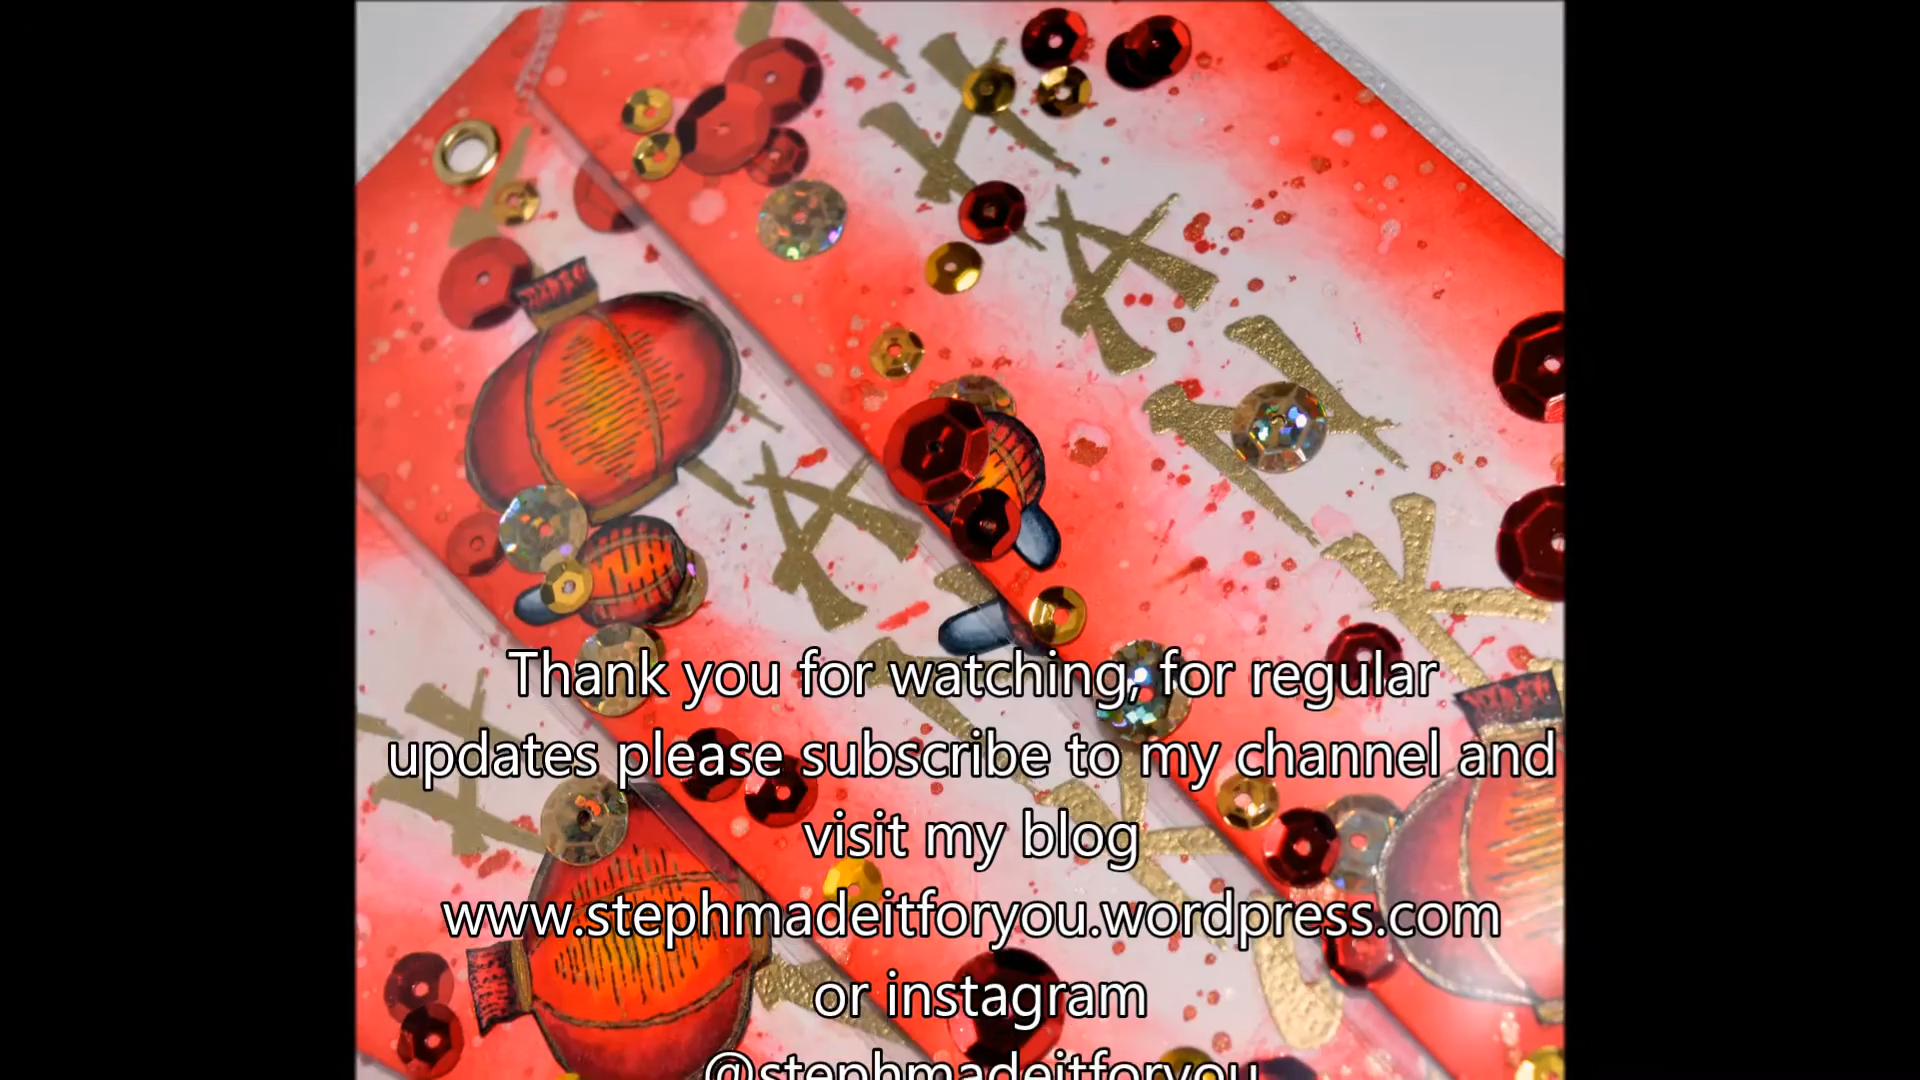 Thank you for watching, for regular
updates please subscribe to my channel and
visit my blog
www.stephmadeitforyou.wordpress.com
or instagram
@stephmadeitforyou